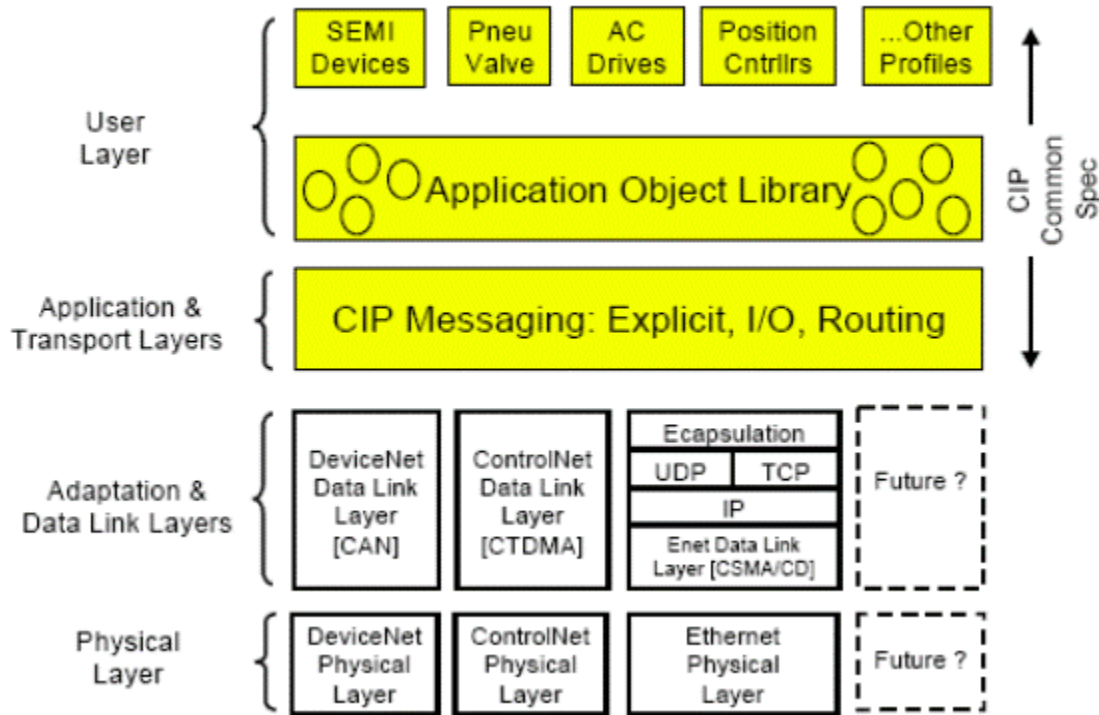 SEMI
Devices
Pneu
Valve
AC
Drives
Position
Cntrllrs
...Other
Profiles
User
Layer
Application Object Library
CIP
Common
Spec
Application &
Transport Layers
CIP Messaging: Explicit, I/O, Routing
Adaptation &
Data Link Layers
DeviceNet
Data Link
Layer
[CAN]
ControlNet
Data Link
Layer
[CTDMA]
Ecapsulation
UDP
TCP
IP
Enet Data Link
Layer [CSMA/CD]
Future ?
Physical
Layer
DeviceNet
Physical
Layer
ControlNet
Physical
Layer
Ethernet
Physical
Layer
Future ?